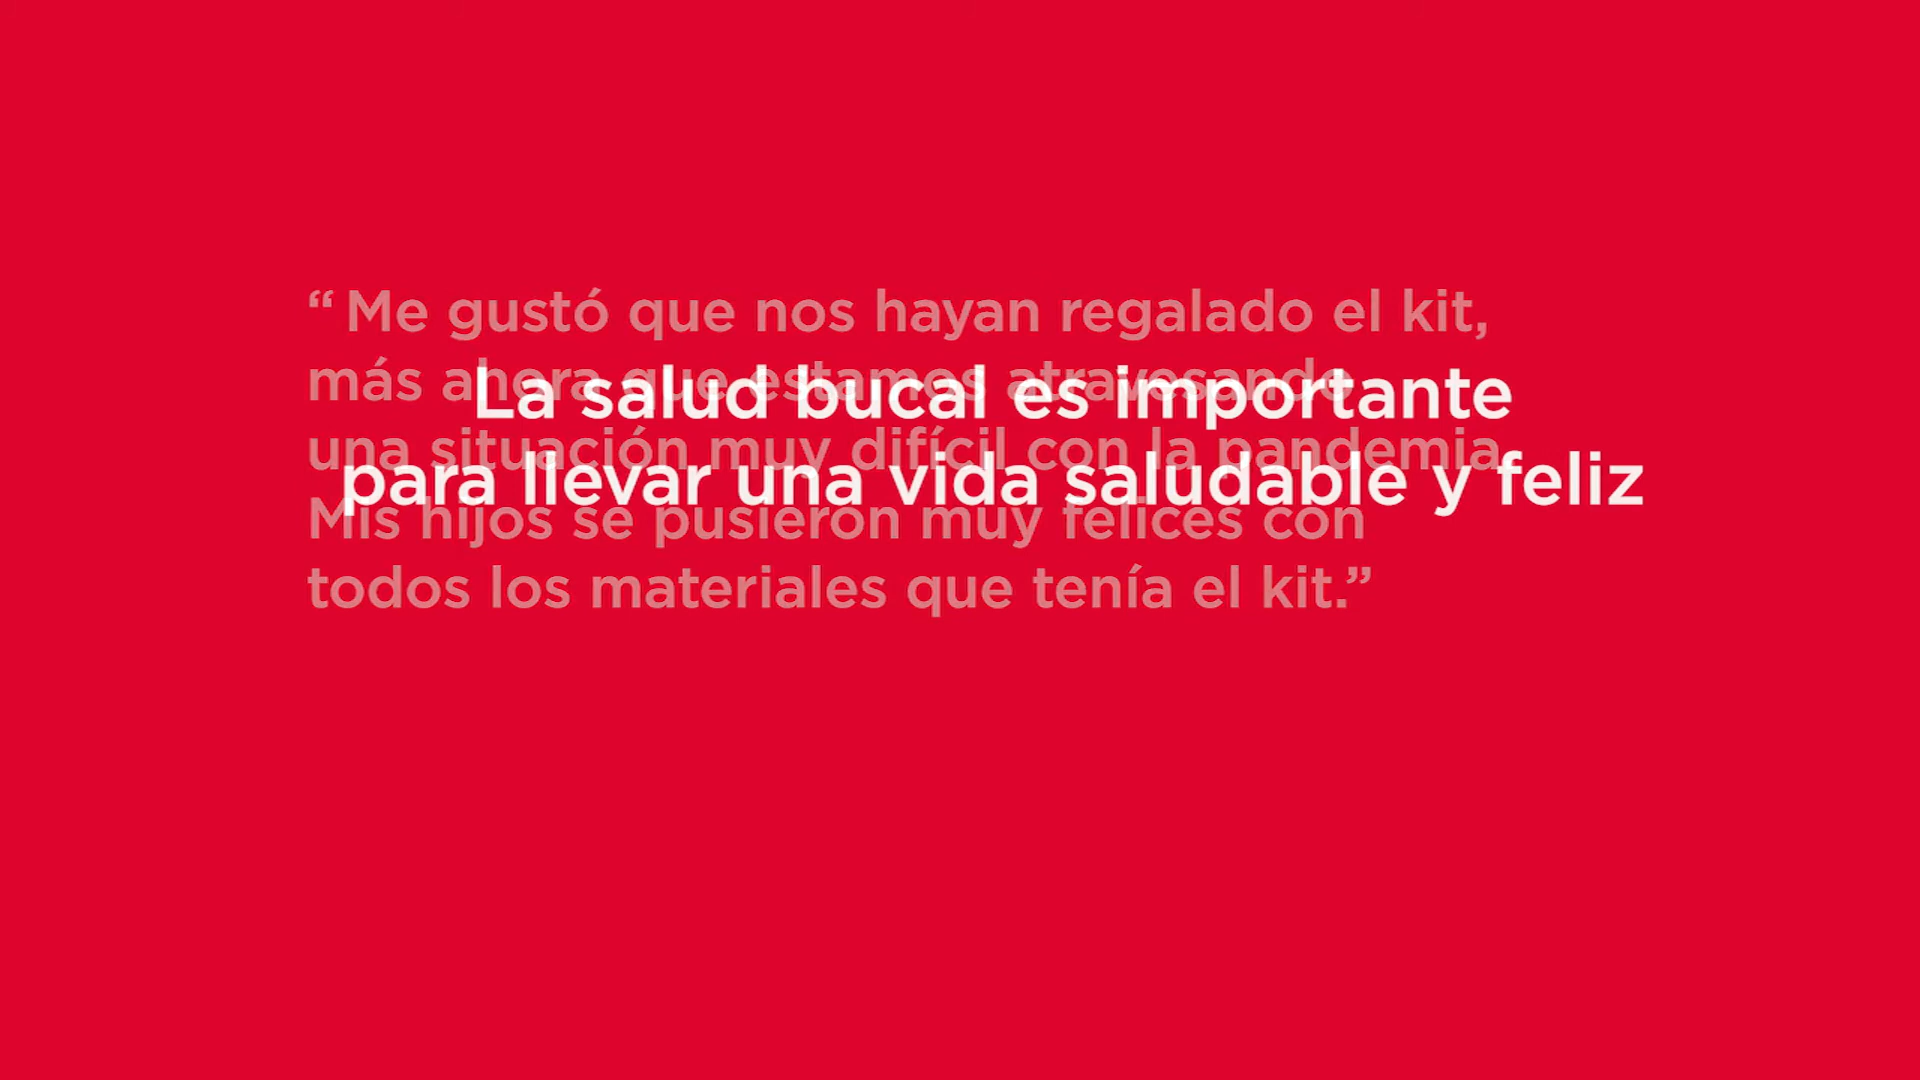 “ Me gustó que nos hayan regalado el kit,
más ahora que estamos atravesando
una situación muy difícil con la pandemia
Mis hijos se pusieron muy felices con
todos los materiales que tenía el kit.”
La salud bucal es importante
para llevar una vida saludable y feliz